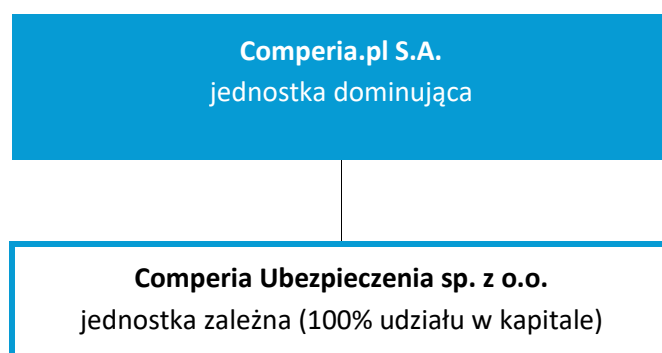 Comperia.pl S.A.
jednostka dominująca
Comperia Ubezpieczenia sp. z o.o.
jednostka zależna (100% udziału w kapitale)